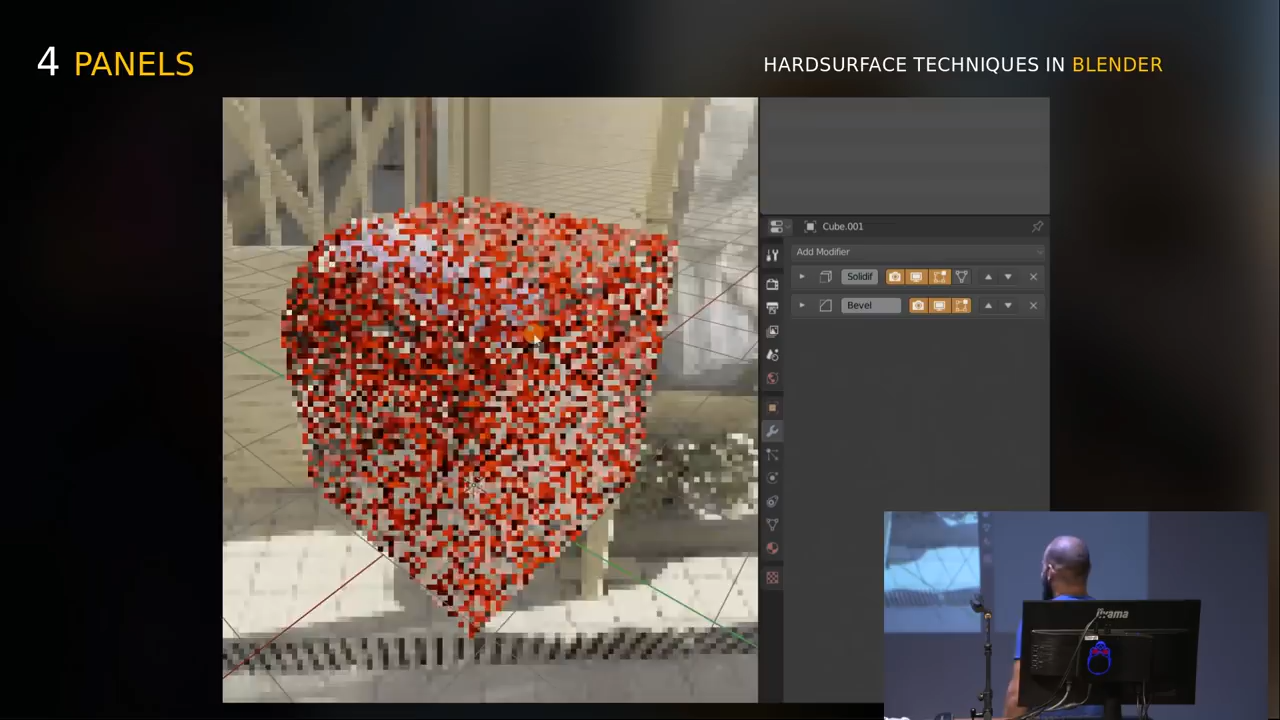 4 PANELS
HARDSURFACE TECHNIQUES IN BLENDER
Cube.001
Add Modifier
Solidif
Bevel
iiyama